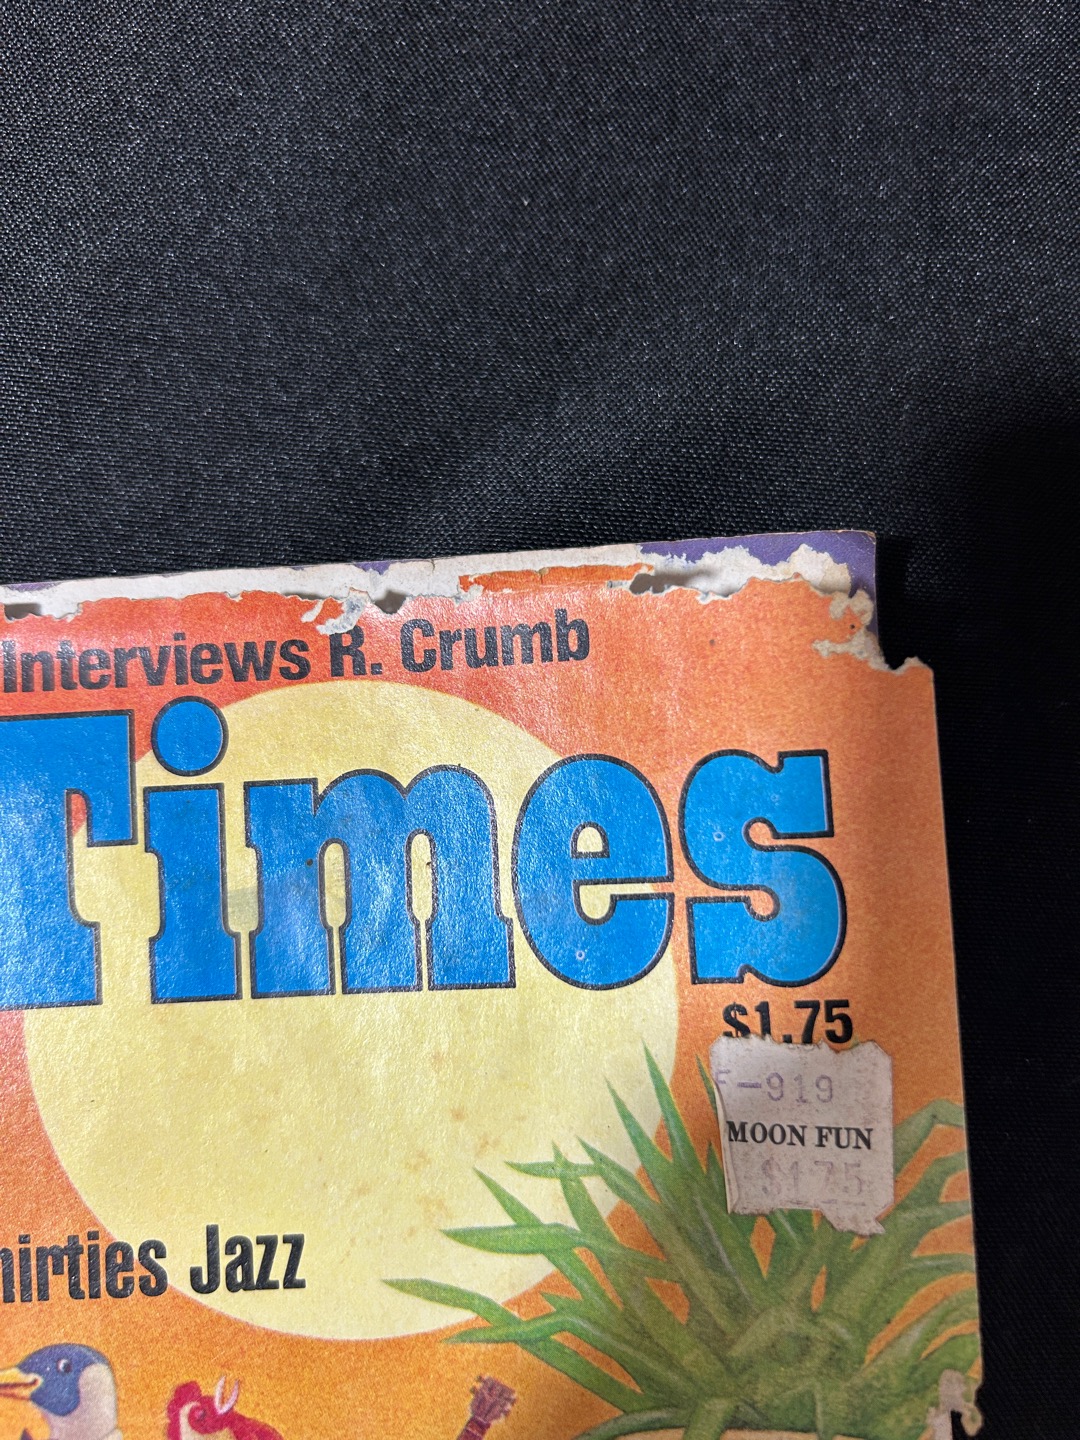 Interviews R. Crumb
Times
$1.75
F-919
MOON FUN
$1.75
hirties Jazz